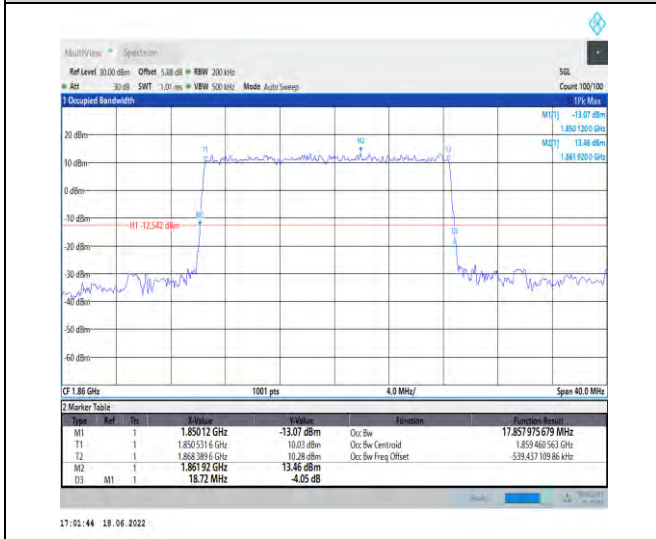 MultiView Spectrum
Ref Level 30.00 dBm Offset 5.88 dB RBW 200 kHz SGL
Att 30 dB SWT 1.01 ms VBW 500 kHz Mode Auto Sweep Count 100/100
1 Occupied Bandwidth 1Pk Max
M1[1] -13.07 dBm
1.8501200 GHz
20 dBm M2[1] 13.46 dBm
1.8619200 GHz
T1 M2 T2
10 dBm
0 dBm
-10 dBm
M1
H1 -12.542 dBm
D3
-20 dBm
-30 dBm
-40 dBm
-50 dBm
-60 dBm
CF 1.86 GHz 1001 pts 4.0 MHz/ Span 40.0 MHz
2 Marker Table
Type Ref Trc X-Value Y-Value Function Function Result
M1 1 1.85012 GHz -13.07 dBm Occ Bw 17.857975679 MHz
T1 1 1.8505316 GHz 10.03 dBm Occ Bw Centroid 1.859460563 GHz
T2 1 1.8683896 GHz 10.28 dBm Occ Bw Freq Offset -539.43710986 kHz
M2 1 1.86192 GHz 13.46 dBm
D3 M1 1 18.72 MHz -4.05 dB
17:01:44 18.06.2022